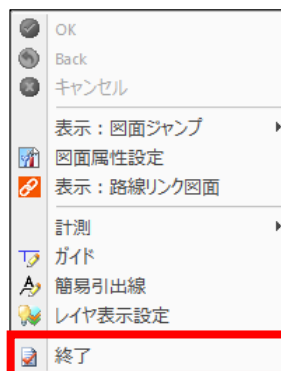 OK
Back
キャンセル
表示：図面ジャンプ
図面属性設定
表示：路線リンク図面
計測
ガイド
簡易引出線
レイヤ表示設定
終了